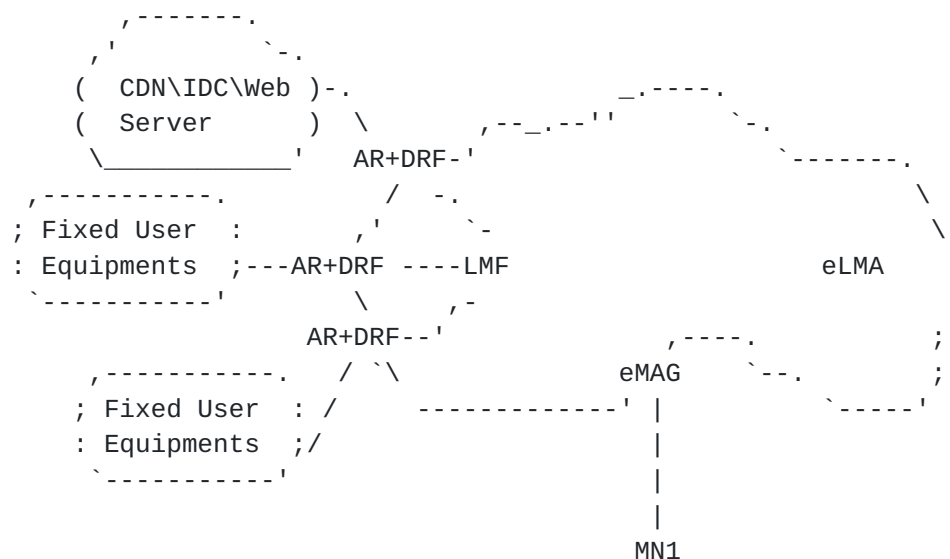 CDN\IDC\Web
Server
AR+DRF
Fixed User
Equipments
AR+DRF ----LMF
eLMA
AR+DRF
eMAG
Fixed User
Equipments
MN1